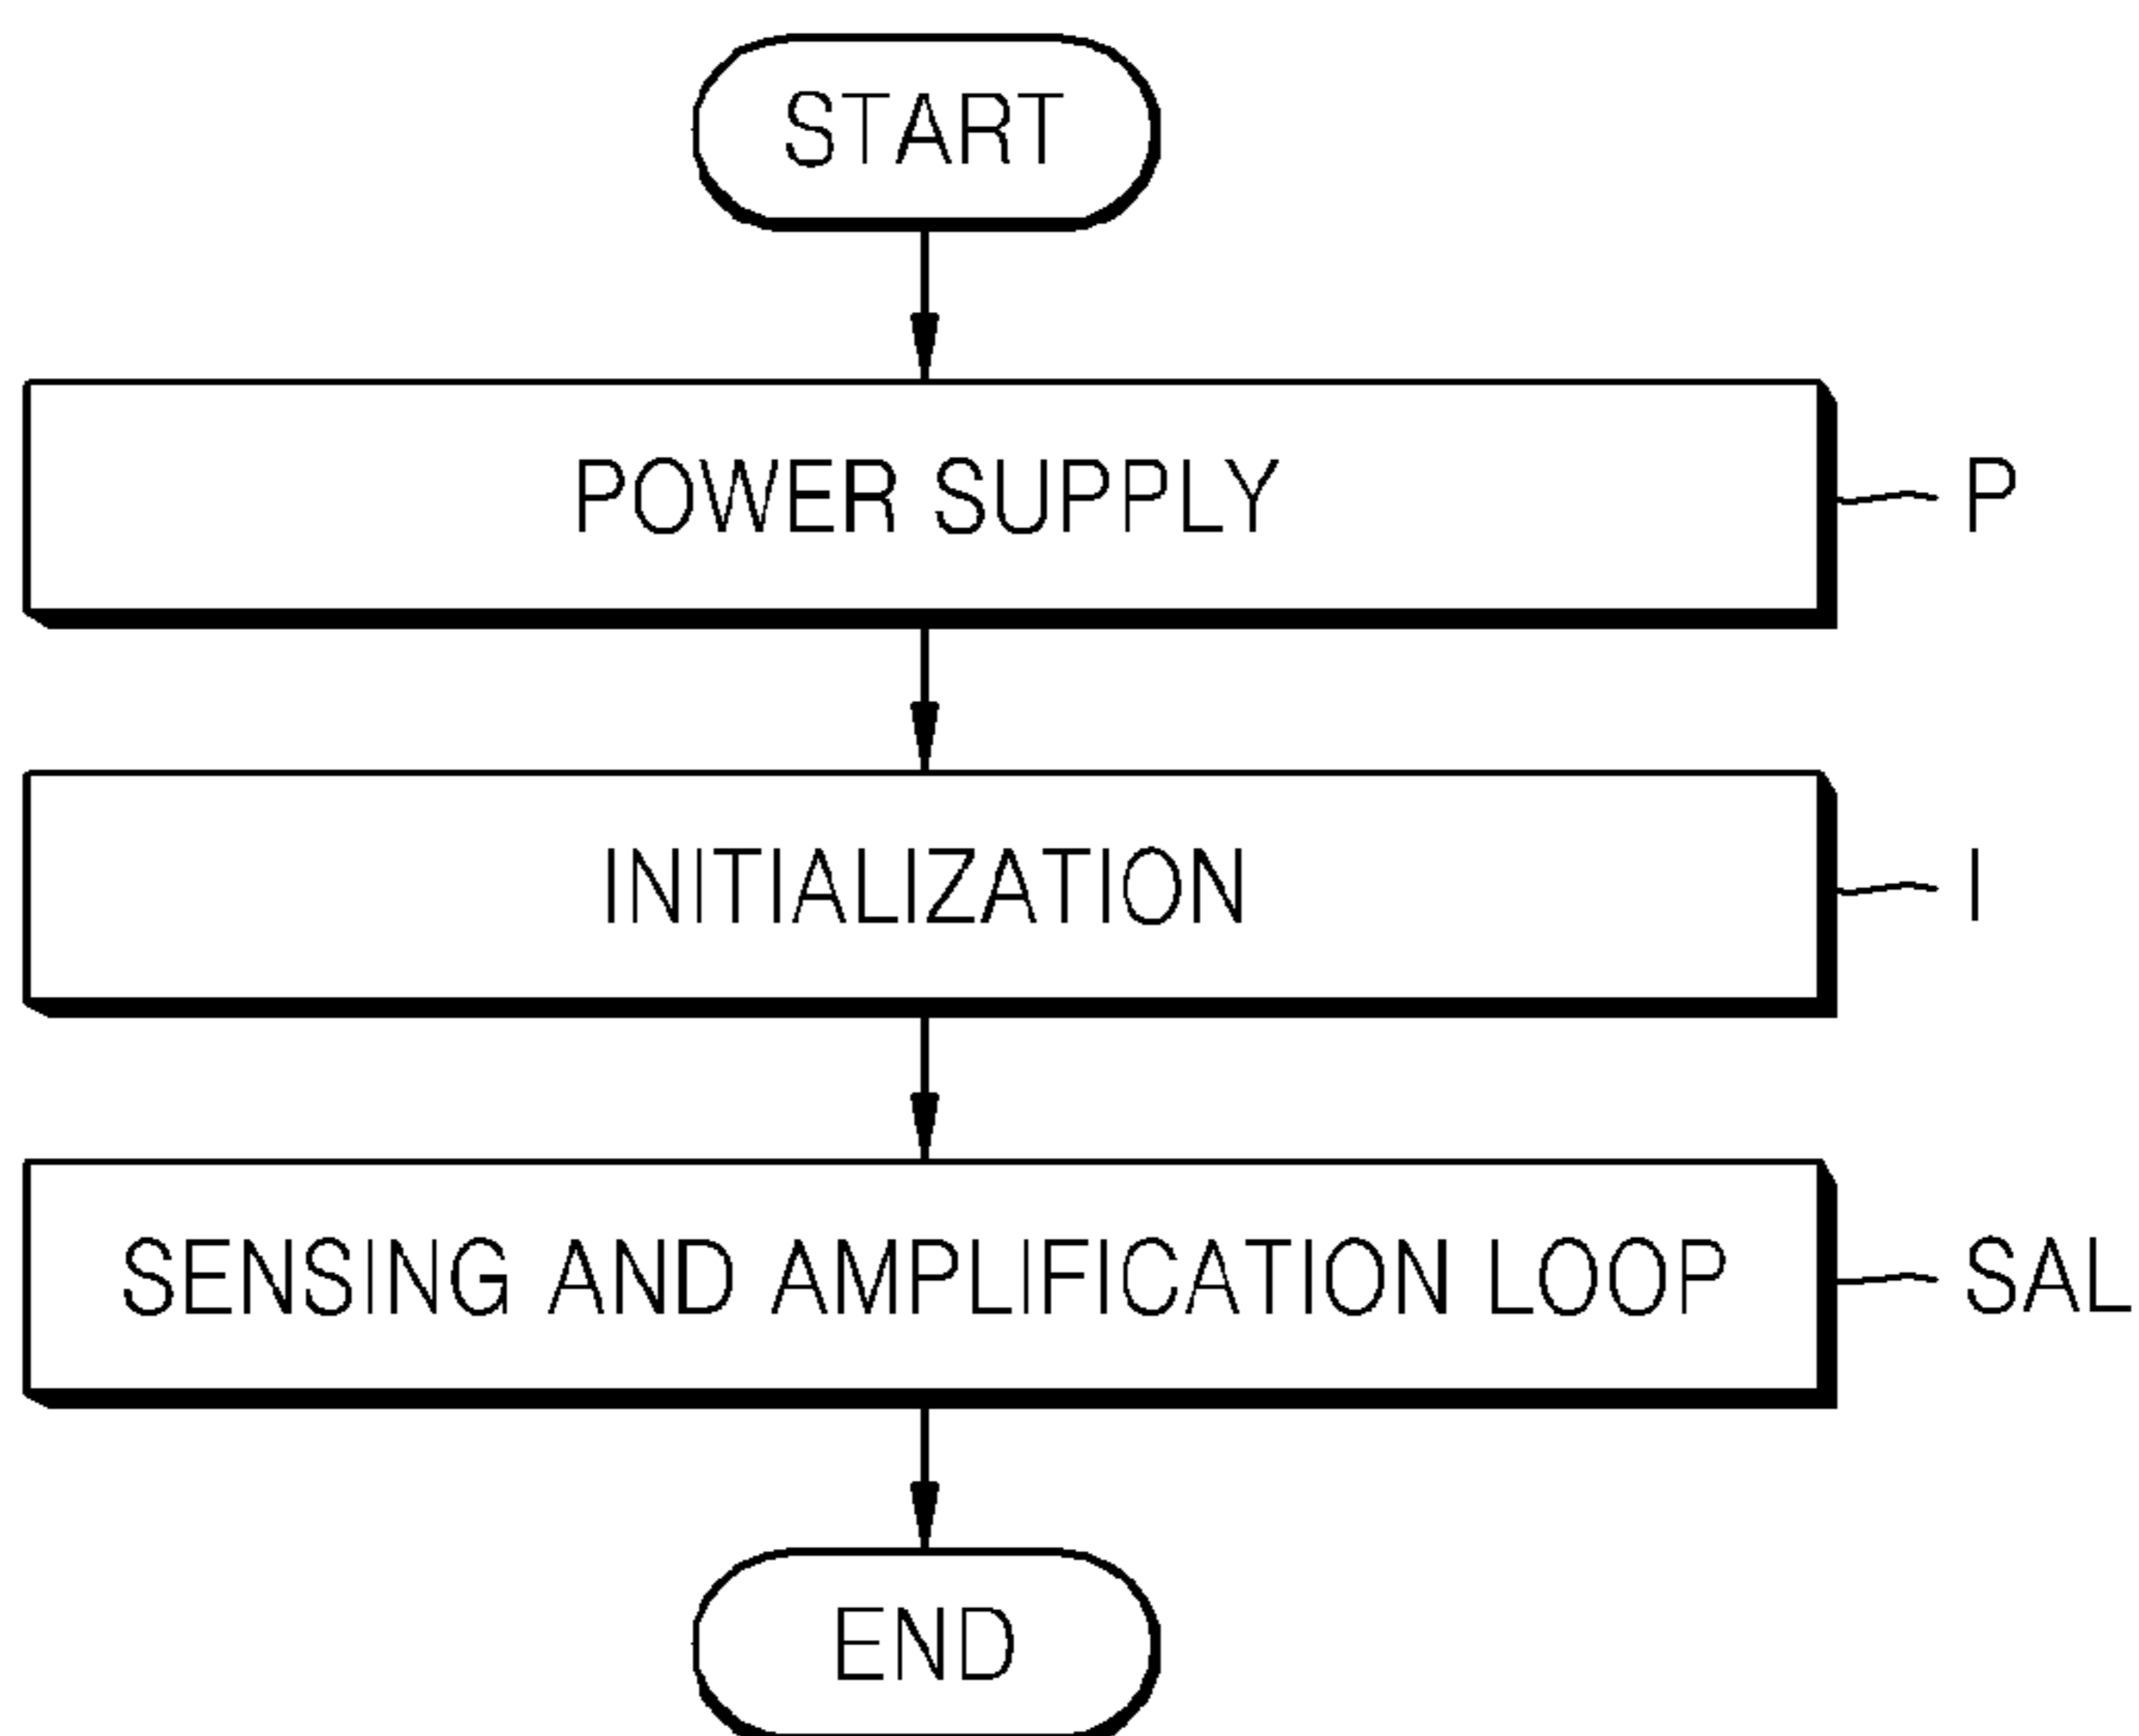 START
POWER SUPPLY
P
INITIALIZATION
I
SENSING AND AMPLIFICATION LOOP
SAL
END